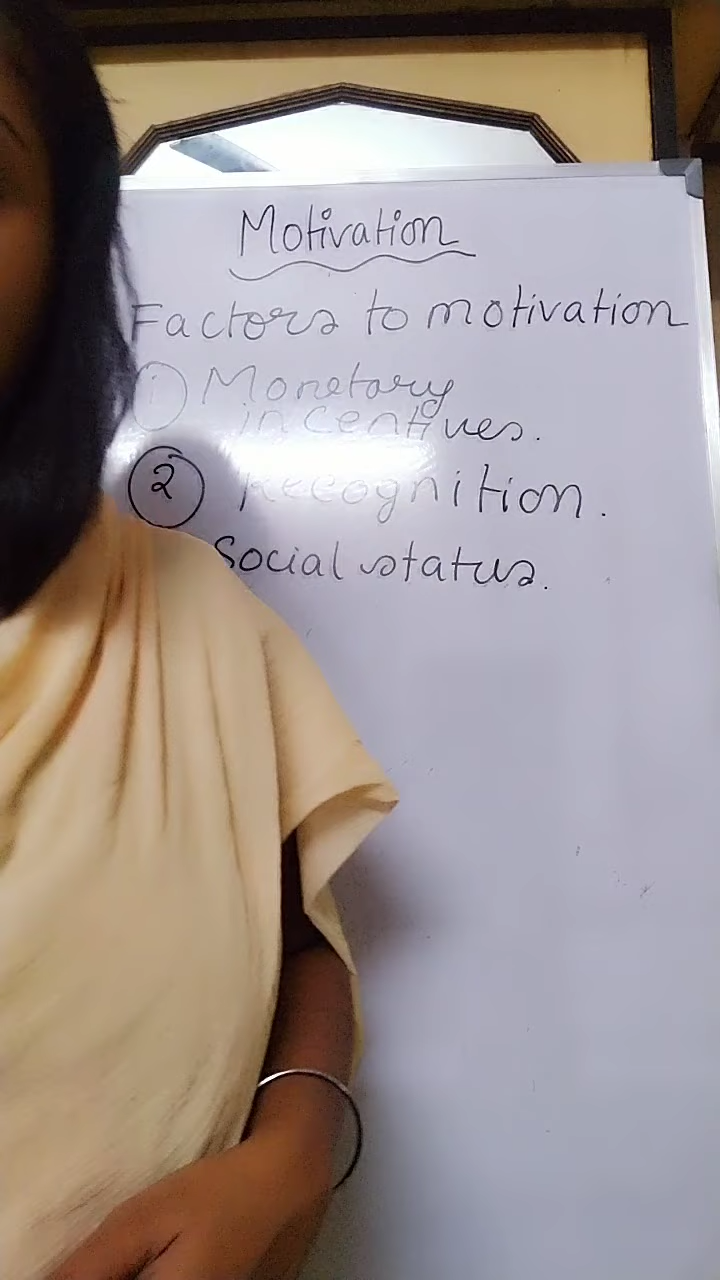 Motivation
Factors to motivation
① Monetary
incentives.
② Recognition.
Social status.